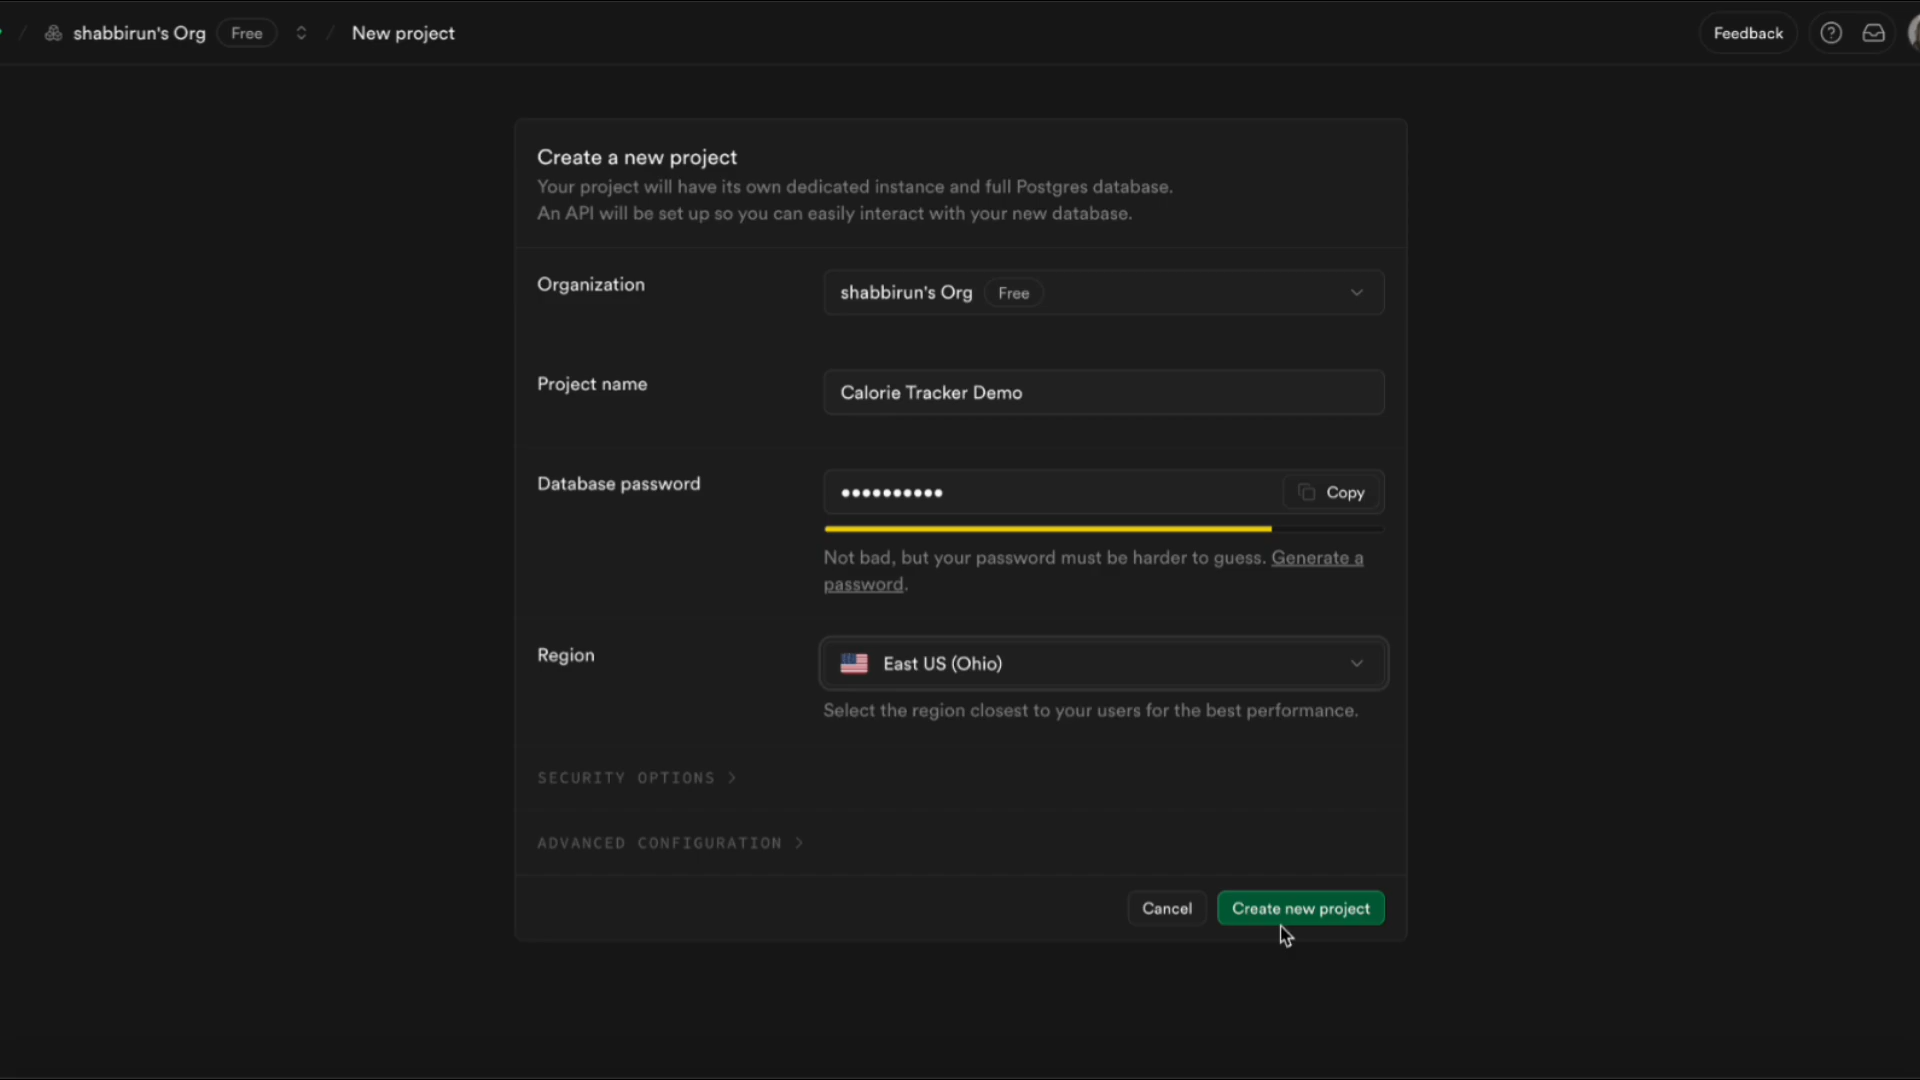 shabbirun's Org Free New project Feedback
Create a new project
Your project will have its own dedicated instance and full Postgres database.
An API will be set up so you can easily interact with your new database.
Organization
shabbirun's Org Free
Project name
Calorie Tracker Demo
Database password
Copy
Not bad, but your password must be harder to guess. Generate a
password.
Region
East US (Ohio)
Select the region closest to your users for the best performance.
SECURITY OPTIONS
ADVANCED CONFIGURATION
Cancel Create new project